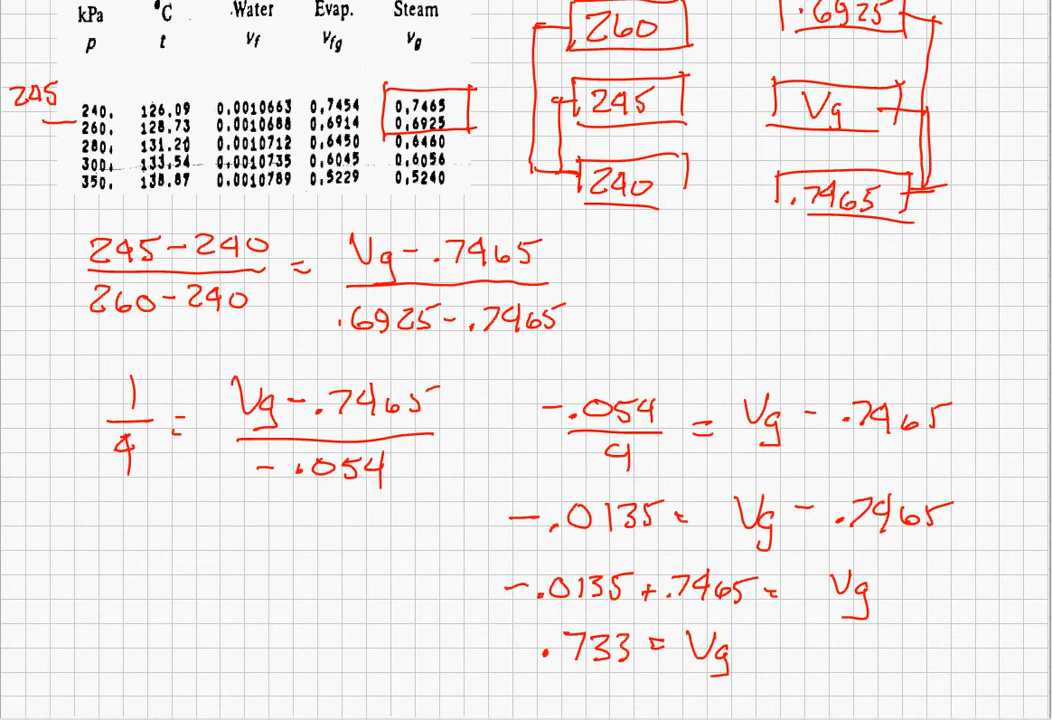 kPa °C .Water Evap. Steam
p t Vf Vfg Vg
245
240. 126.09 0.0010663 0,7454 0,7465
260. 128.73 0.0010688 0,6914 0,6925
280. 131.20 0.0010712 0,6450 0,6460
300. 133,54 0.0010735 0,6045 0,6056
350. 138.87 0.0010789 0,5229 0,5240
260 .6925
245 Vg
240 .7465
245-240 = Vg - .7465
260-240 .6925 - .7465
1 = Vg - .7465
4 - .054
-.054 = Vg - .7465
4
-.0135 = Vg - .7465
-.0135 + .7465 = Vg
.733 = Vg